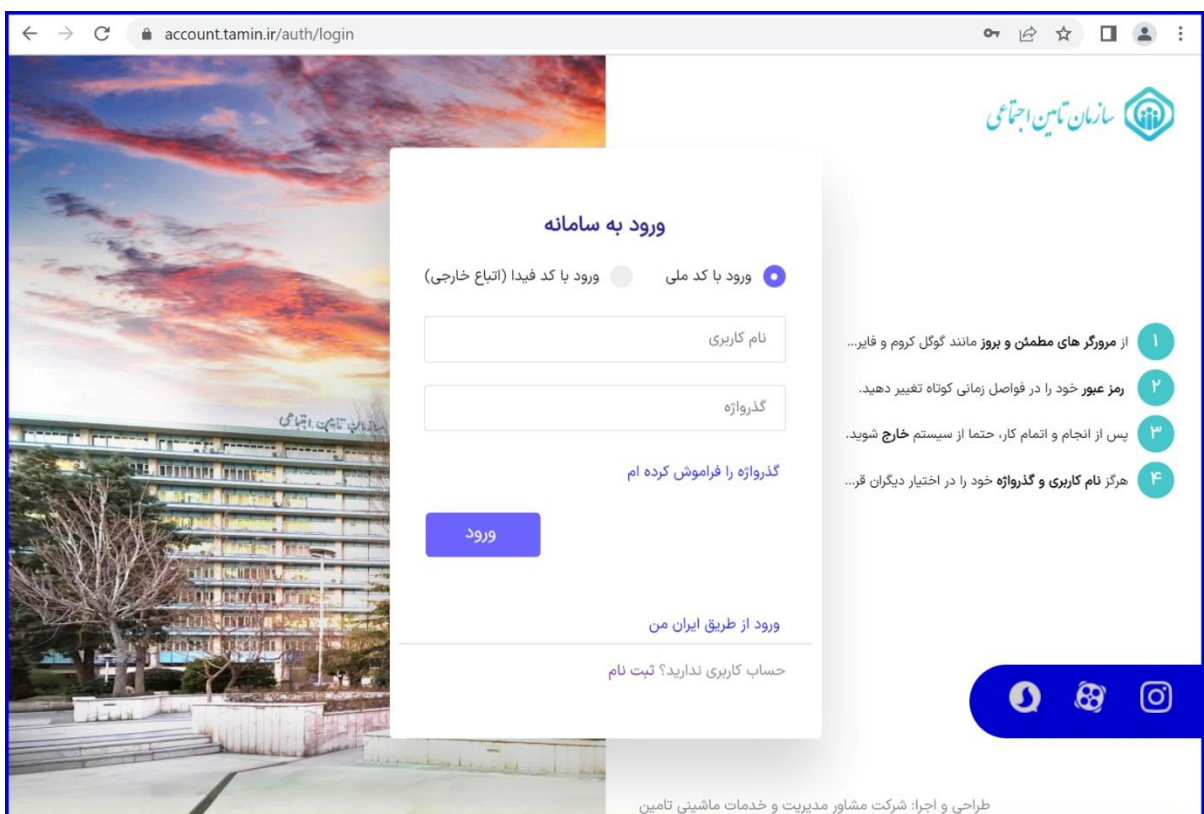 account.tamin.ir/auth/login
سازمان تامین اجتماعی
سازمان تامین اجتماعی
ورود به سامانه
ورود با کد ملی ورود با کد فیدا (اتباع خارجی)
نام کاربری
گذرواژه
گذرواژه را فراموش کرده ام
ورود
ورود از طریق ایران من
حساب کاربری ندارید؟ ثبت نام
۱ از مرورگر های مطمئن و بروز مانند گوگل کروم و فایر...
۲ رمز عبور خود را در فواصل زمانی کوتاه تغییر دهید.
۳ پس از انجام و اتمام کار، حتما از سیستم خارج شوید.
۴ هرگز نام کاربری و گذرواژه خود را در اختیار دیگران قر...
طراحی و اجرا: شرکت مشاور مدیریت و خدمات ماشینی تامین